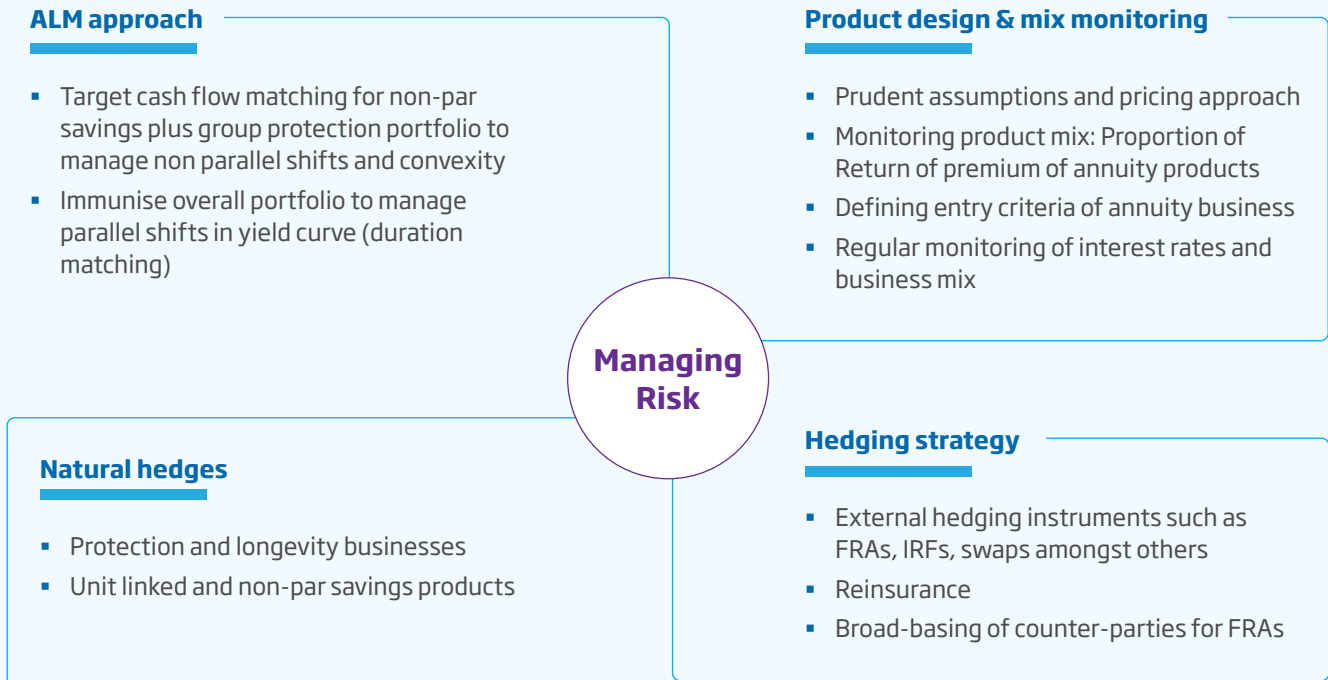 ALM approach
▪ Target cash flow matching for non-par
savings plus group protection portfolio to
manage non parallel shifts and convexity
▪ Immunise overall portfolio to manage
parallel shifts in yield curve (duration
matching)
Product design & mix monitoring
▪ Prudent assumptions and pricing approach
▪ Monitoring product mix: Proportion of
Return of premium of annuity products
▪ Defining entry criteria of annuity business
▪ Regular monitoring of interest rates and
business mix
Managing
Risk
Natural hedges
▪ Protection and longevity businesses
▪ Unit linked and non-par savings products
Hedging strategy
▪ External hedging instruments such as
FRAs, IRFs, swaps amongst others
▪ Reinsurance
▪ Broad-basing of counter-parties for FRAs